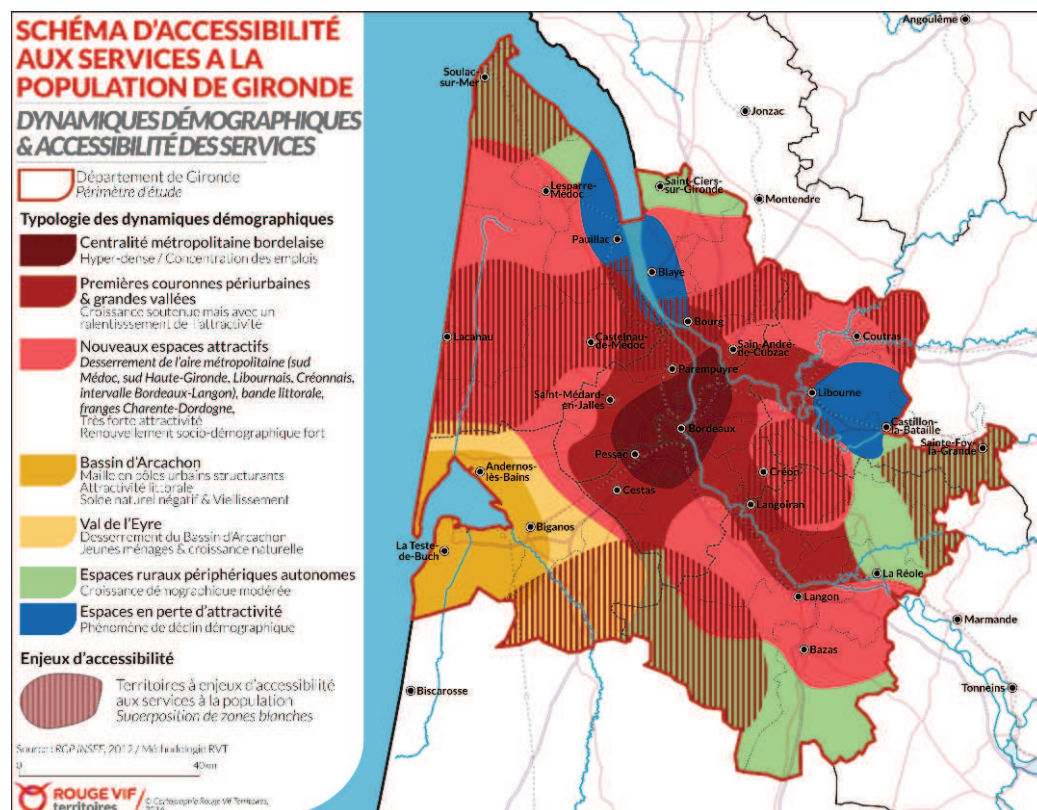 SCHÉMA D'ACCESSIBILITÉ
AUX SERVICES A LA
POPULATION DE GIRONDE
DYNAMIQUES DÉMOGRAPHIQUES
& ACCESSIBILITÉ DES SERVICES
Département de Gironde
Périmètre d'étude
Typologie des dynamiques démographiques
Centralité métropolitaine bordelaise
Hyper-dense / Concentration des emplois
Premières couronnes périurbaines
& grandes vallées
Croissance soutenue mais avec un
ralentisssement de l'attractivité
Nouveaux espaces attractifs
Desserrement de l'aire métropolitaine (sud
Médoc, sud Haute-Gironde, Libournais, Créonnais,
intervalle Bordeaux-Langon), bande littorale,
franges Charente-Dordogne,
Très forte attractivité
Renouvellement socio-démographique fort
Bassin d'Arcachon
Maille en pôles urbains structurants
Attractivité littorale
Solde naturel négatif & Vieillissement
Val de l'Eyre
Desserrement du Bassin d'Arcachon
Jeunes ménages & croissance naturelle
Espaces ruraux périphériques autonomes
Croissance démographique modérée
Espaces en perte d'attractivité
Phénomène de déclin démographique
Enjeux d'accessibilité
Territoires à enjeux d'accessibilité
aux services à la population
Superposition de zones blanches
Source : RGP INSEE, 2012 / Méthodologie RVT
0 40km
ROUGE VIF
territoires
© Cartographie Rouge Vif Territoires,
2016
Angoulême
Soulac-
sur-Mer
Jonzac
Lesparre-
Médoc
Saint-Ciers-
sur-Gironde
Montendre
Pauillac
Blaye
Bourg
Lacanau
Castelnau-
de-Médoc
Sain-André-
de-Cubzac
Coutras
Parempuyre
Saint-Médard-
en-Jalles
Libourne
Bordeaux
Castillon-
la-Bataille
Sainte-Foy-
la-Grande
Pessac
Andernos-
lès-Bains
Créon
Cestas
Langoiran
Biganos
La Teste-
de-Buch
La Réole
Langon
Marmande
Bazas
Biscarosse
Tonneins